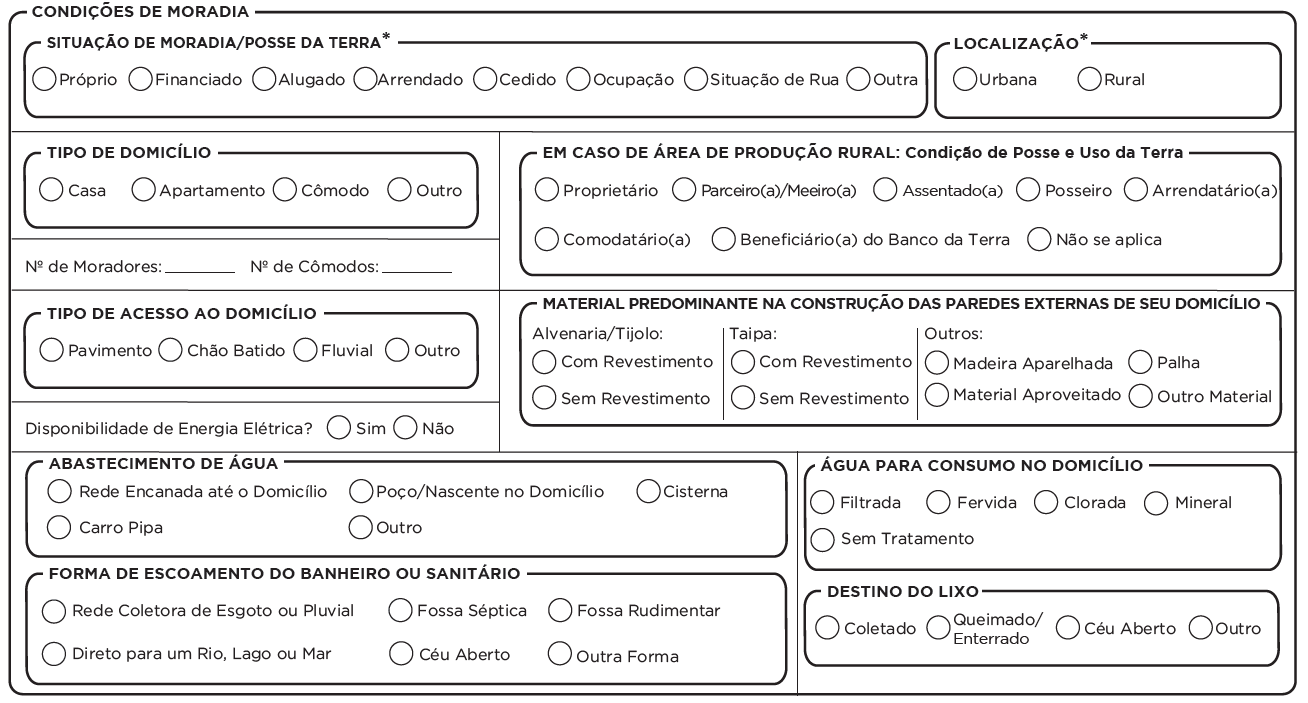 CONDIÇÕES DE MORADIA
SITUAÇÃO DE MORADIA/POSSE DA TERRA*
Próprio Financiado Alugado Arrendado Cedido Ocupação Situação de Rua Outra
LOCALIZAÇÃO*
Urbana Rural
TIPO DE DOMICÍLIO
Casa Apartamento Cômodo Outro
Nº de Moradores: Nº de Cômodos:
EM CASO DE ÁREA DE PRODUÇÃO RURAL: Condição de Posse e Uso da Terra
Proprietário Parceiro(a)/Meeiro(a) Assentado(a) Posseiro Arrendatário(a)
Comodatário(a) Beneficiário(a) do Banco da Terra Não se aplica
TIPO DE ACESSO AO DOMICÍLIO
Pavimento Chão Batido Fluvial Outro
Disponibilidade de Energia Elétrica? Sim Não
MATERIAL PREDOMINANTE NA CONSTRUÇÃO DAS PAREDES EXTERNAS DE SEU DOMICÍLIO
Alvenaria/Tijolo: Taipa: Outros:
Com Revestimento Com Revestimento Madeira Aparelhada Palha
Sem Revestimento Sem Revestimento Material Aproveitado Outro Material
ABASTECIMENTO DE ÁGUA
Rede Encanada até o Domicílio Poço/Nascente no Domicílio Cisterna
Carro Pipa Outro
ÁGUA PARA CONSUMO NO DOMICÍLIO
Filtrada Fervida Clorada Mineral
Sem Tratamento
FORMA DE ESCOAMENTO DO BANHEIRO OU SANITÁRIO
Rede Coletora de Esgoto ou Pluvial Fossa Séptica Fossa Rudimentar
Direto para um Rio, Lago ou Mar Céu Aberto Outra Forma
DESTINO DO LIXO
Coletado Queimado/ Céu Aberto Outro
Enterrado